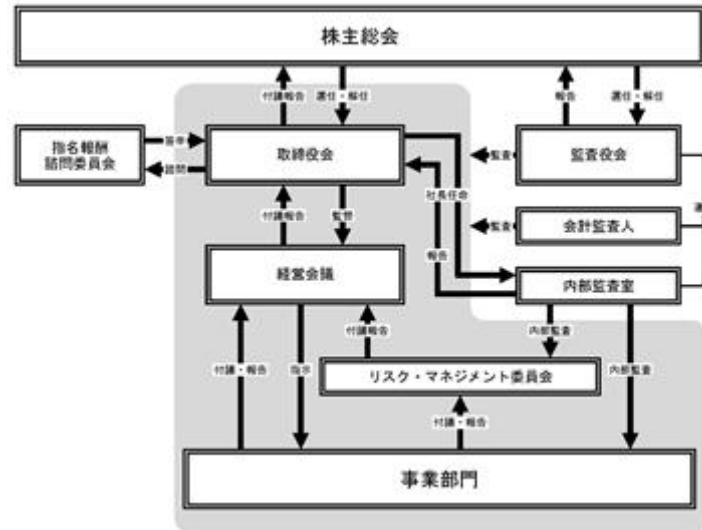 株主総会
付議報告
選任・解任
報告
選任・解任
指名報酬
諮問委員会
答申
諮問
取締役会
監査
監査役会
付議報告
監督
社長任命
報告
監査
会計監査人
経営会議
内部監査室
付議報告
内部監査
付議・報告
指示
リスク・マネジメント委員会
内部監査
付議・報告
事業部門